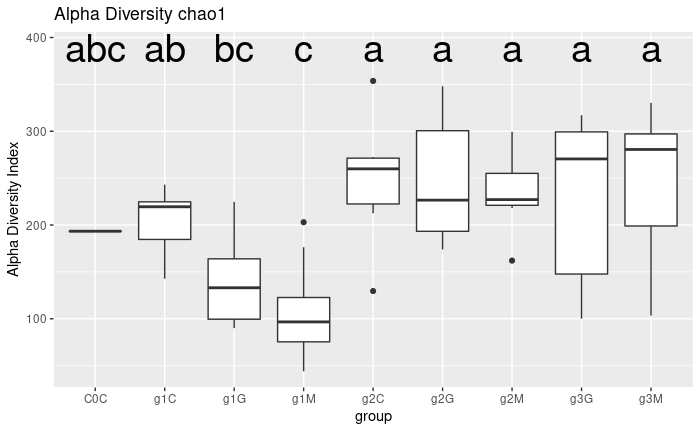 Alpha Diversity chao1
abc ab bc c a a a a a
400
300
200
100
Alpha Diversity Index
C0C g1C g1G g1M g2C g2G g2M g3G g3M
group